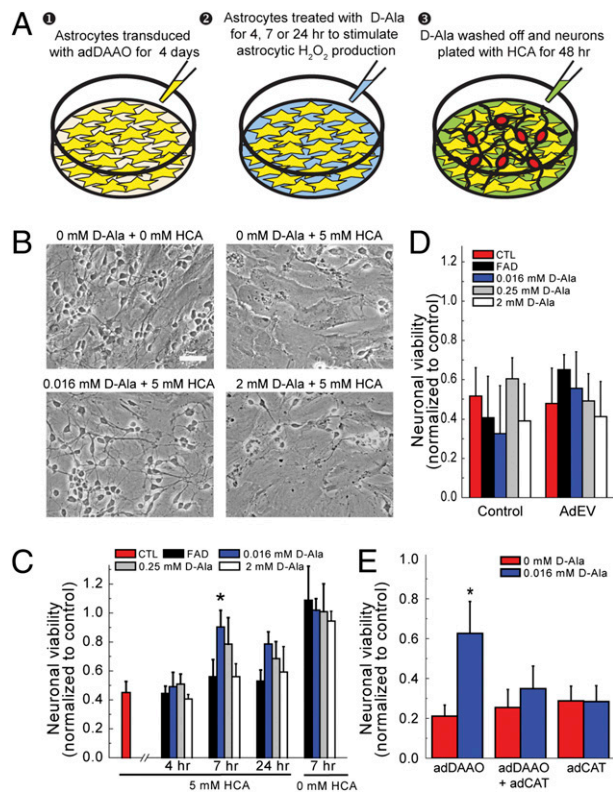 A
❶
Astrocytes transduced
with adDAAO for 4 days
❷
Astrocytes treated with D-Ala
for 4, 7 or 24 hr to stimulate
astrocytic H₂O₂ production
❸
D-Ala washed off and neurons
plated with HCA for 48 hr
B
0 mM D-Ala + 0 mM HCA
0 mM D-Ala + 5 mM HCA
0.016 mM D-Ala + 5 mM HCA
2 mM D-Ala + 5 mM HCA
C
CTL
FAD
0.016 mM D-Ala
0.25 mM D-Ala
2 mM D-Ala
Neuronal viability
(normalized to control)
1.4
1.2
1.0
0.8
0.6
0.4
0.2
0.0
*
4 hr
7 hr
24 hr
7 hr
5 mM HCA
0 mM HCA
D
CTL
FAD
0.016 mM D-Ala
0.25 mM D-Ala
2 mM D-Ala
Neuronal viability
(normalized to control)
1.0
0.8
0.6
0.4
0.2
0.0
Control
AdEV
E
0 mM D-Ala
0.016 mM D-Ala
Neuronal viability
(normalized to control)
1.0
0.8
0.6
0.4
0.2
0.0
*
adDAAO
adDAAO
+ adCAT
adCAT